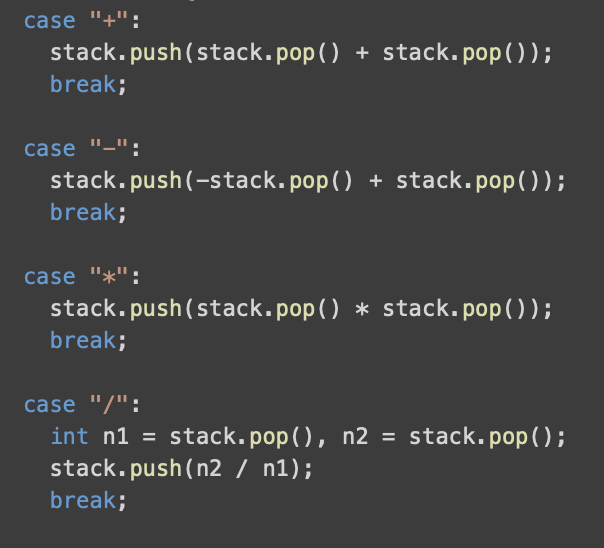 case "+":
  stack.push(stack.pop() + stack.pop());
  break;

case "-":
  stack.push(-stack.pop() + stack.pop());
  break;

case "*":
  stack.push(stack.pop() * stack.pop());
  break;

case "/":
  int n1 = stack.pop(), n2 = stack.pop();
  stack.push(n2 / n1);
  break;